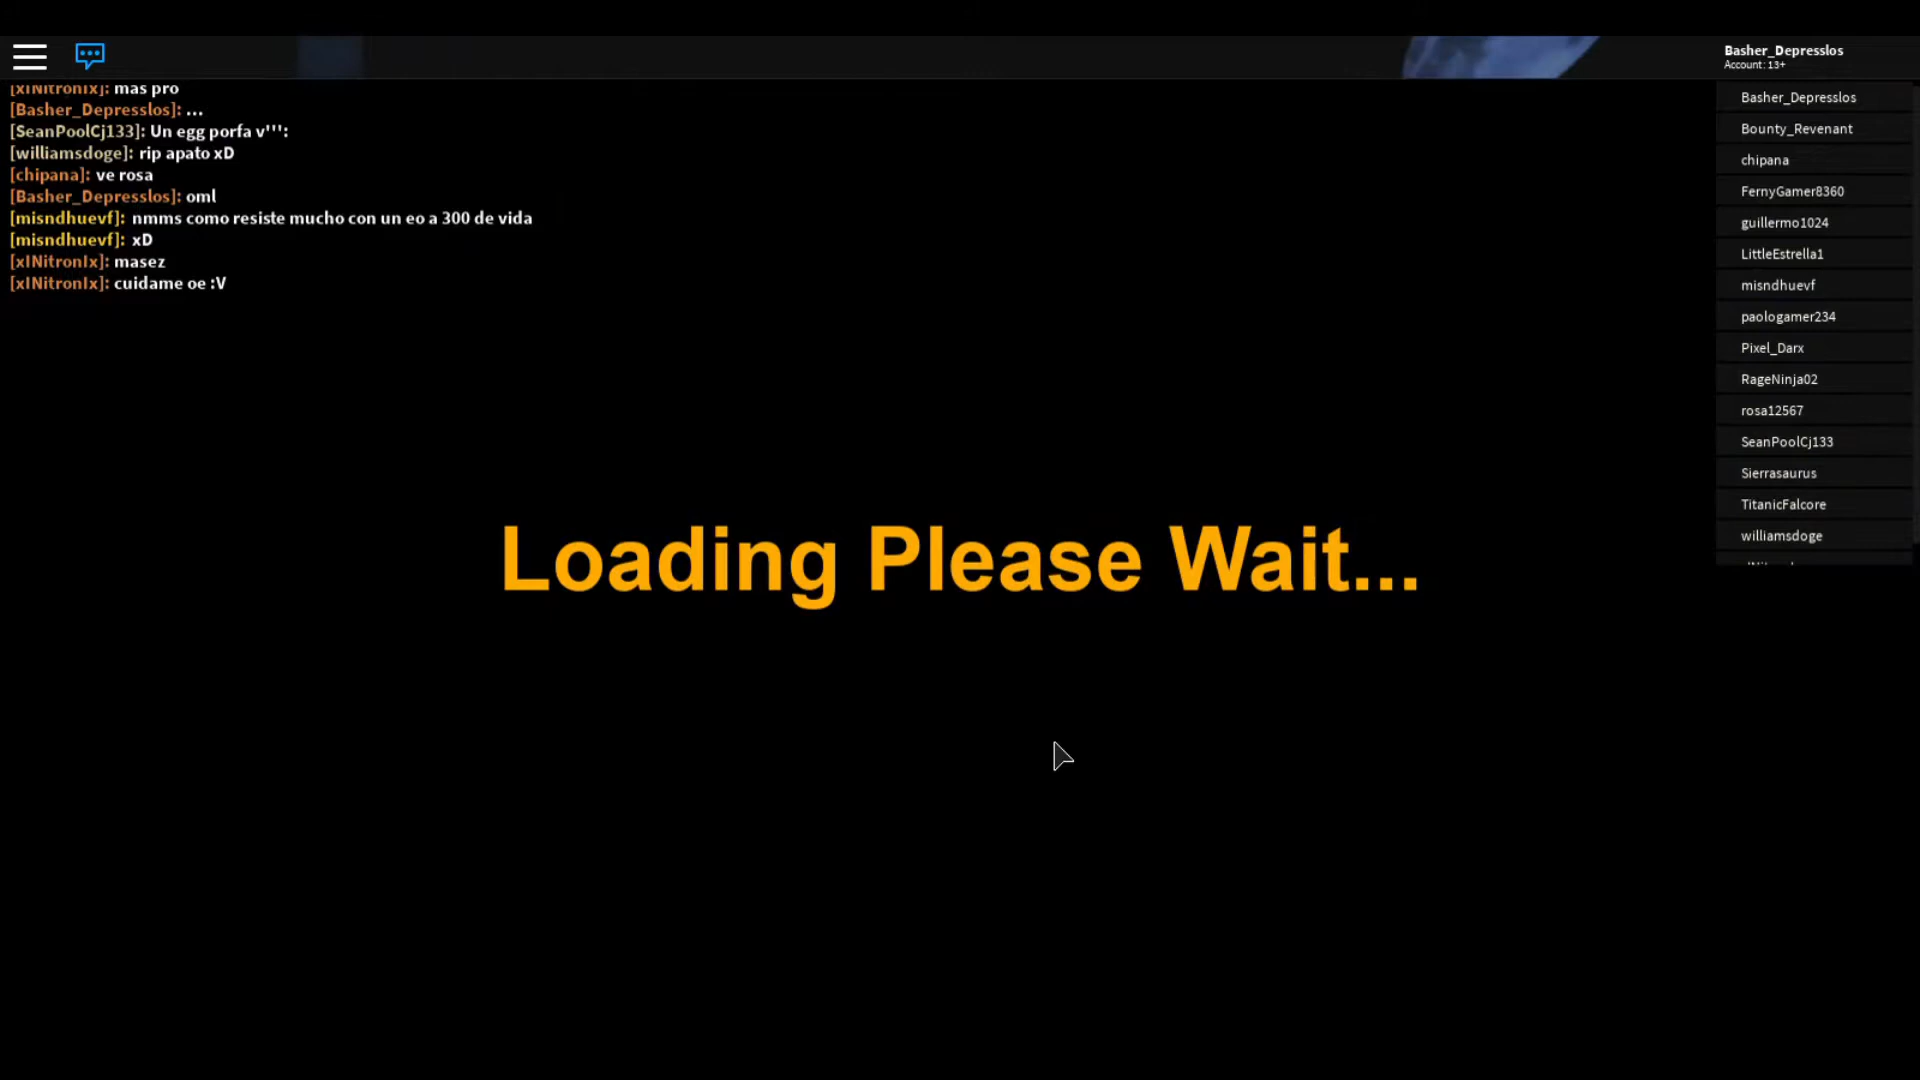 Basher_Depresslos
Account: 13+
[xINitronIx]: mas pro
[Basher_Depresslos]: ...
[SeanPoolCj133]: Un egg porfa v''':
[williamsdoge]: rip apato xD
[chipana]: ve rosa
[Basher_Depresslos]: oml
[misndhuevf]: nmms como resiste mucho con un eo a 300 de vida
[misndhuevf]: xD
[xINitronIx]: masez
[xINitronIx]: cuidame oe :V
Basher_Depresslos
Bounty_Revenant
chipana
FernyGamer8360
guillermo1024
LittleEstrella1
misndhuevf
paologamer234
Pixel_Darx
RageNinja02
rosa12567
SeanPoolCj133
Sierrasaurus
TitanicFalcore
williamsdoge
Loading Please Wait...